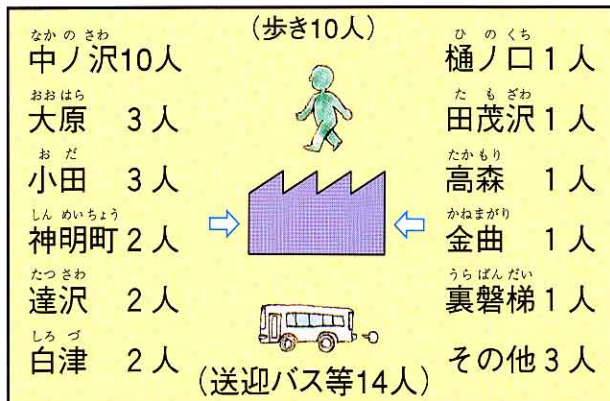 (歩き10人)
なかのさわ
中ノ沢10人
おおはら
大原 3人
おだ
小田 3人
しんめいちょう
神明町2人
たつさわ
達沢 2人
しろづ
白津 2人
ひのくち
樋ノ口1人
たもざわ
田茂沢1人
たかもり
高森 1人
かねまがり
金曲 1人
うらばんだい
裏磐梯1人
その他3人
(送迎バス等14人)